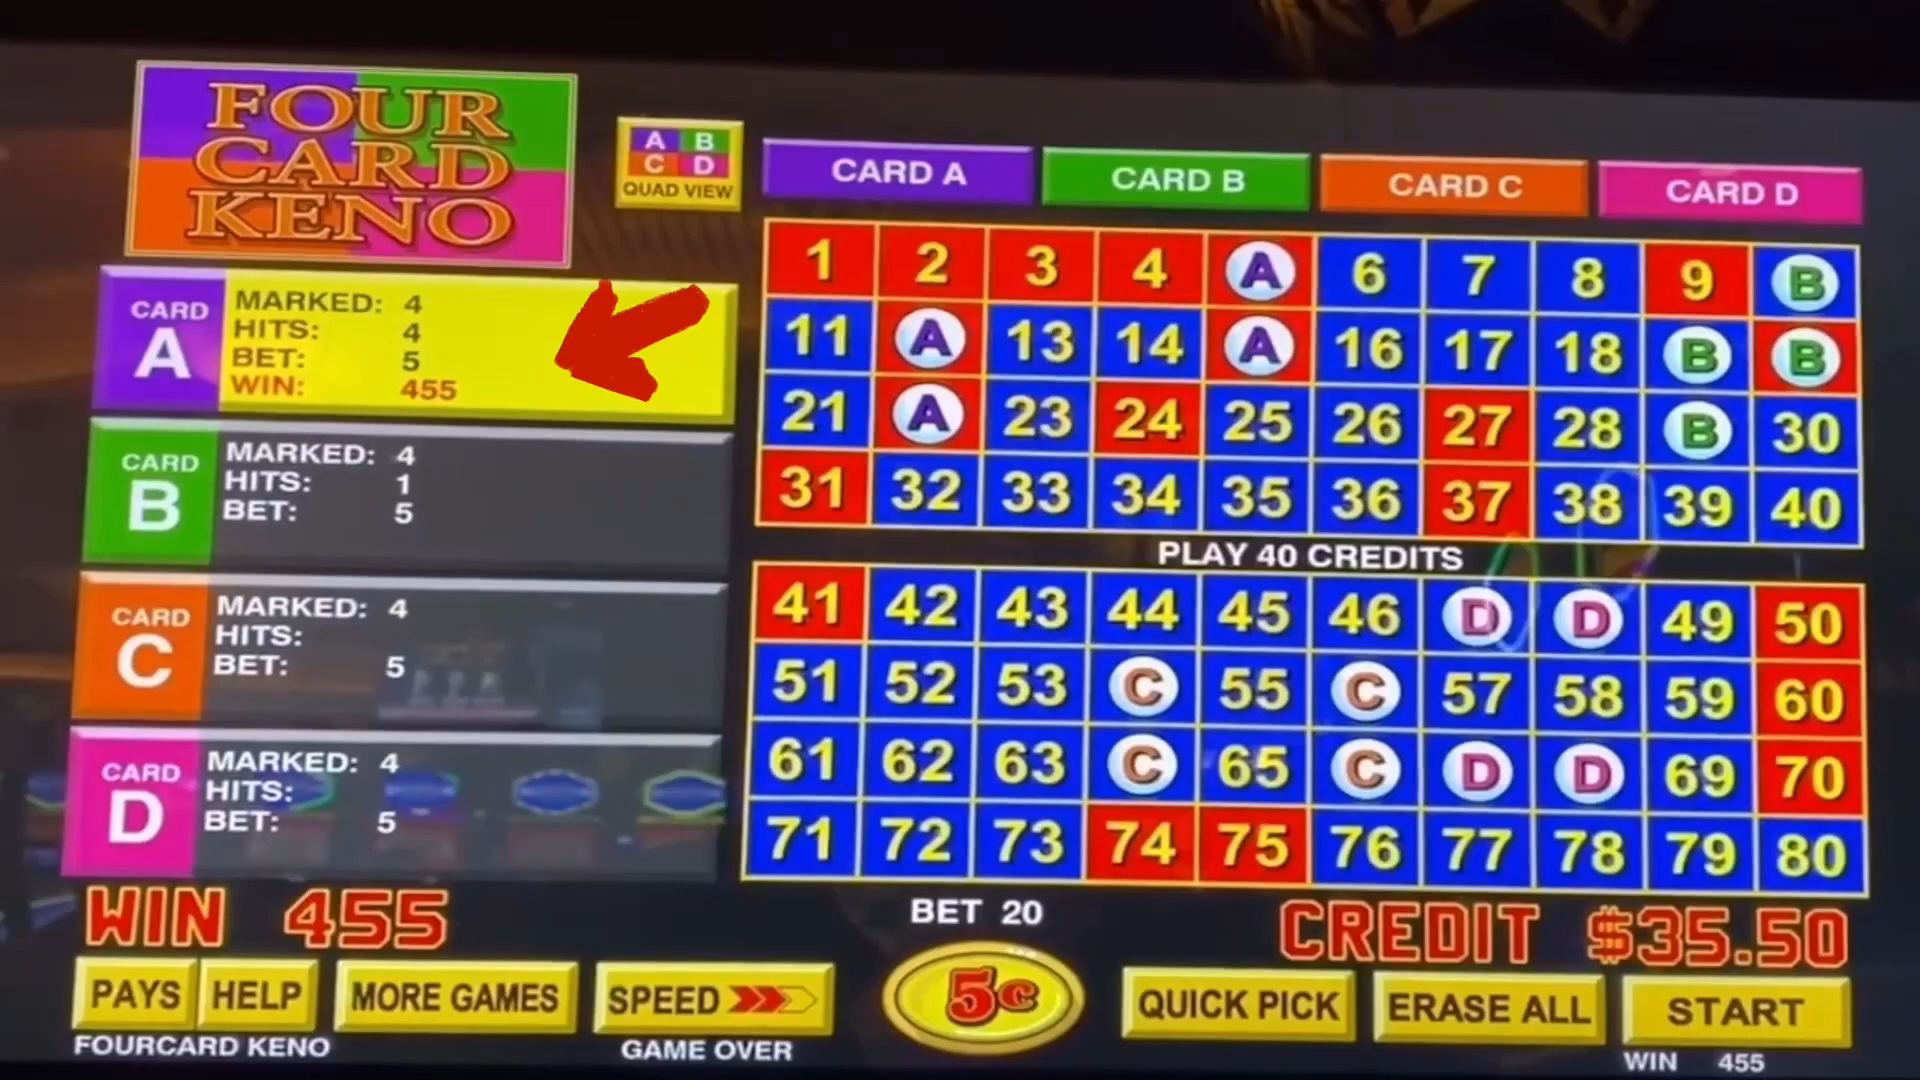 FOUR
CARD
KENO
A B
C D
QUAD VIEW
CARD A CARD B CARD C CARD D
CARD
A
MARKED: 4
HITS: 4
BET: 5
WIN: 455
CARD
B
MARKED: 4
HITS: 1
BET: 5
CARD
C
MARKED: 4
HITS:
BET: 5
CARD
D
MARKED: 4
HITS:
BET: 5
1 2 3 4 A 6 7 8 9 B
11 A 13 14 A 16 17 18 B B
21 A 23 24 25 26 27 28 B 30
31 32 33 34 35 36 37 38 39 40
PLAY 40 CREDITS
41 42 43 44 45 46 D D 49 50
51 52 53 C 55 C 57 58 59 60
61 62 63 C 65 C D D 69 70
71 72 73 74 75 76 77 78 79 80
WIN 455
BET 20
CREDIT $35.50
PAYS HELP MORE GAMES SPEED 5¢ QUICK PICK ERASE ALL START
FOURCARD KENO
GAME OVER
WIN 455